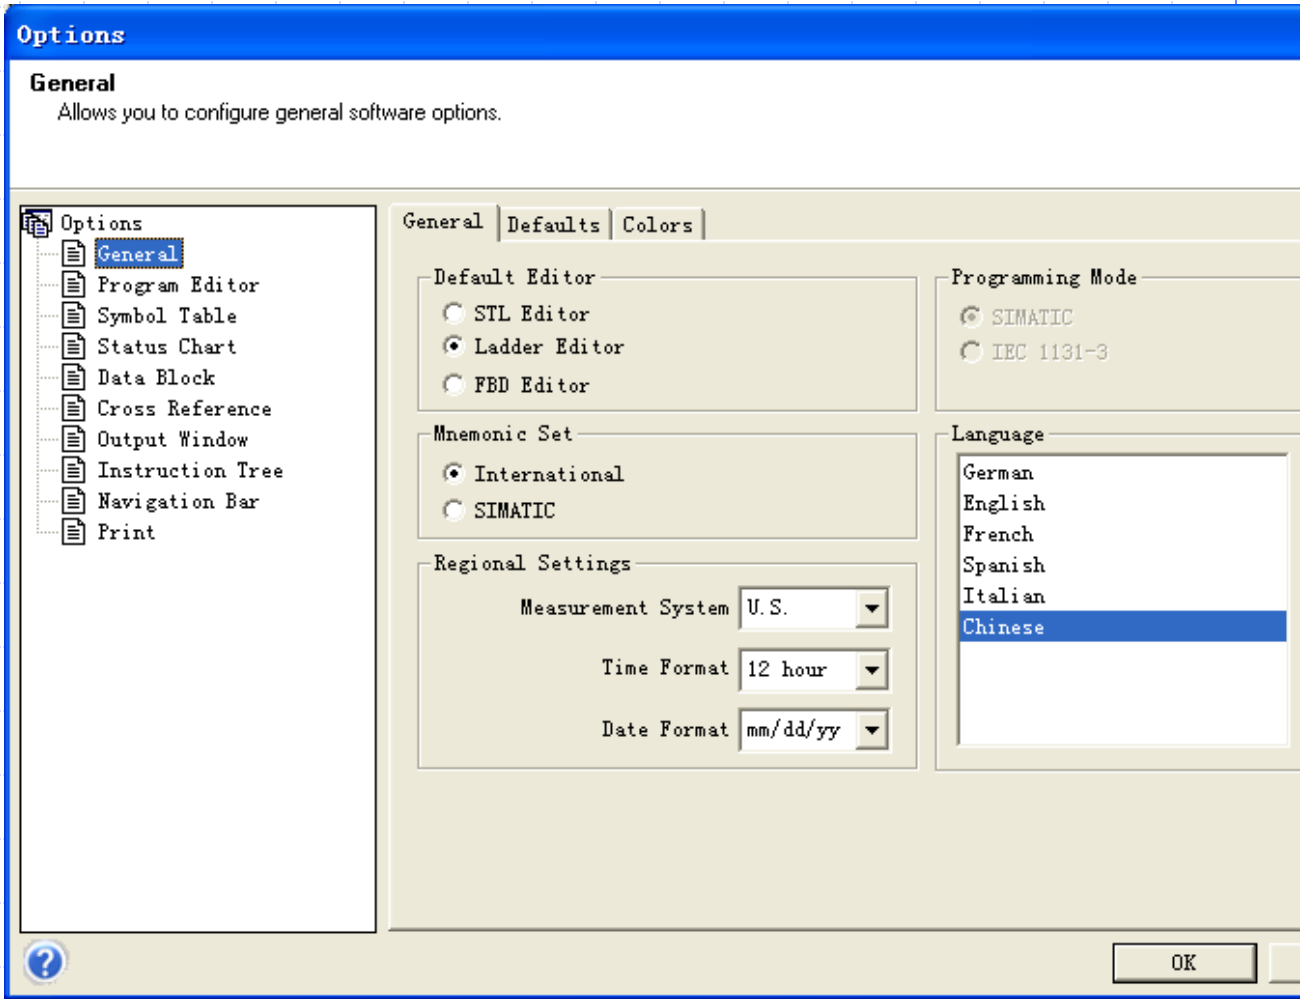 Options
General
Allows you to configure general software options.
Options
General
Program Editor
Symbol Table
Status Chart
Data Block
Cross Reference
Output Window
Instruction Tree
Navigation Bar
Print
General Defaults Colors
Default Editor
STL Editor
Ladder Editor
FBD Editor
Programming Mode
SIMATIC
IEC 1131-3
Mnemonic Set
International
SIMATIC
Language
German
English
French
Spanish
Italian
Chinese
Regional Settings
Measurement System U.S.
Time Format 12 hour
Date Format mm/dd/yy
?
OK